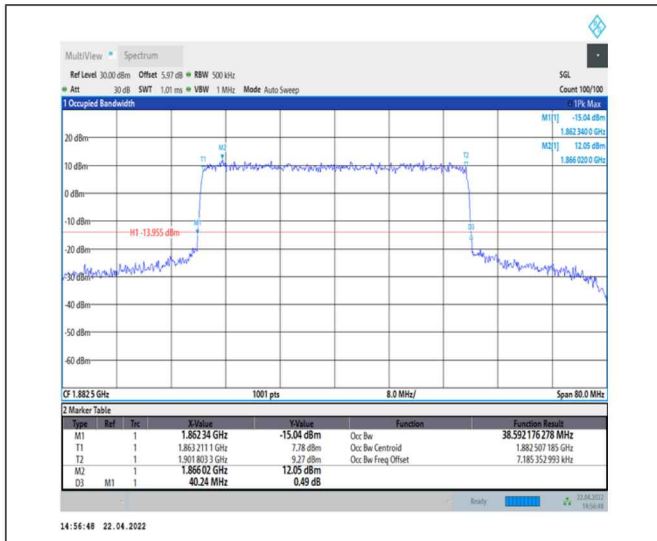 MultiView Spectrum
Ref Level 30.00 dBm Offset 5.97 dB RBW 500 kHz SGL
Att 30 dB SWT 1.01 ms VBW 1 MHz Mode Auto Sweep Count 100/100
1 Occupied Bandwidth 1Pk Max
M1[1] -15.04 dBm
1.862 340 0 GHz
M2[1] 12.05 dBm
1.866 020 0 GHz
20 dBm
M2
T1
T2
10 dBm
0 dBm
-10 dBm
M1
D3
H1 -13.955 dBm
-20 dBm
-30 dBm
-40 dBm
-50 dBm
-60 dBm
CF 1.882 5 GHz 1001 pts 8.0 MHz/ Span 80.0 MHz
2 Marker Table
Type Ref Trc X-Value Y-Value Function Function Result
M1 1 1.862 34 GHz -15.04 dBm Occ Bw 38.592 176 278 MHz
T1 1 1.863 211 1 GHz 7.78 dBm Occ Bw Centroid 1.882 507 185 GHz
T2 1 1.901 803 3 GHz 9.27 dBm Occ Bw Freq Offset 7.185 352 993 kHz
M2 1 1.866 02 GHz 12.05 dBm
D3 M1 1 40.24 MHz 0.49 dB
Ready 22.04.2022
14:56:48
14:56:48 22.04.2022